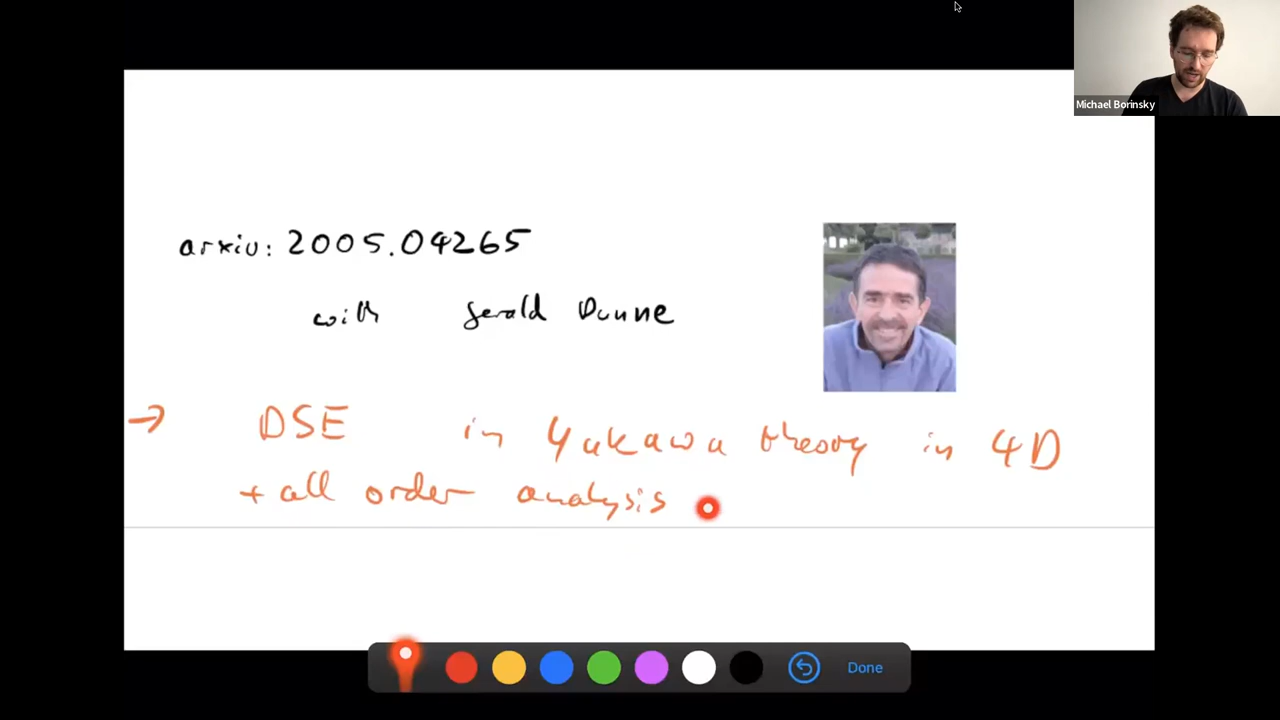 Michael Borinsky
arxiv: 2005.04265
with Gerald Dunne
→ DSE in Yukawa theory in 4D
+ all order analysis
Done